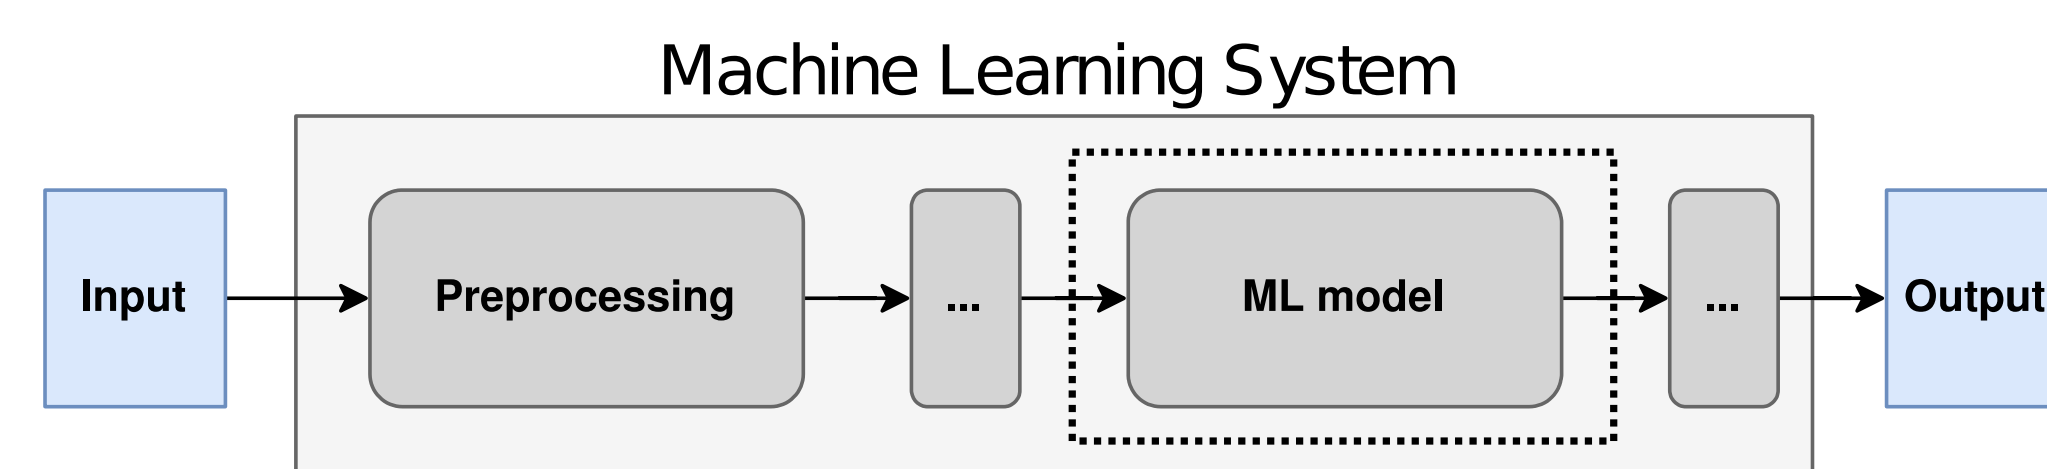 Machine Learning System
Input
Preprocessing
...
ML model
...
Output